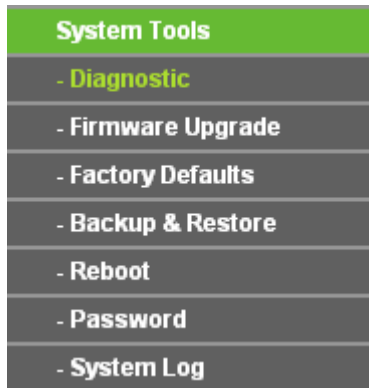 System Tools
- Diagnostic
- Firmware Upgrade
- Factory Defaults
- Backup & Restore
- Reboot
- Password
- System Log